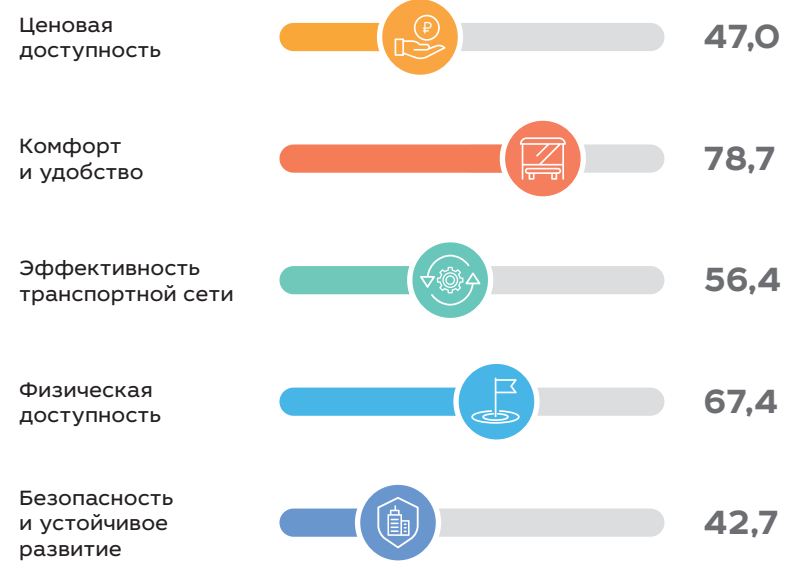 Ценовая
доступность
47,0
₽
Комфорт
и удобство
78,7
Эффективность
транспортной сети
56,4
Физическая
доступность
67,4
Безопасность
и устойчивое
развитие
42,7